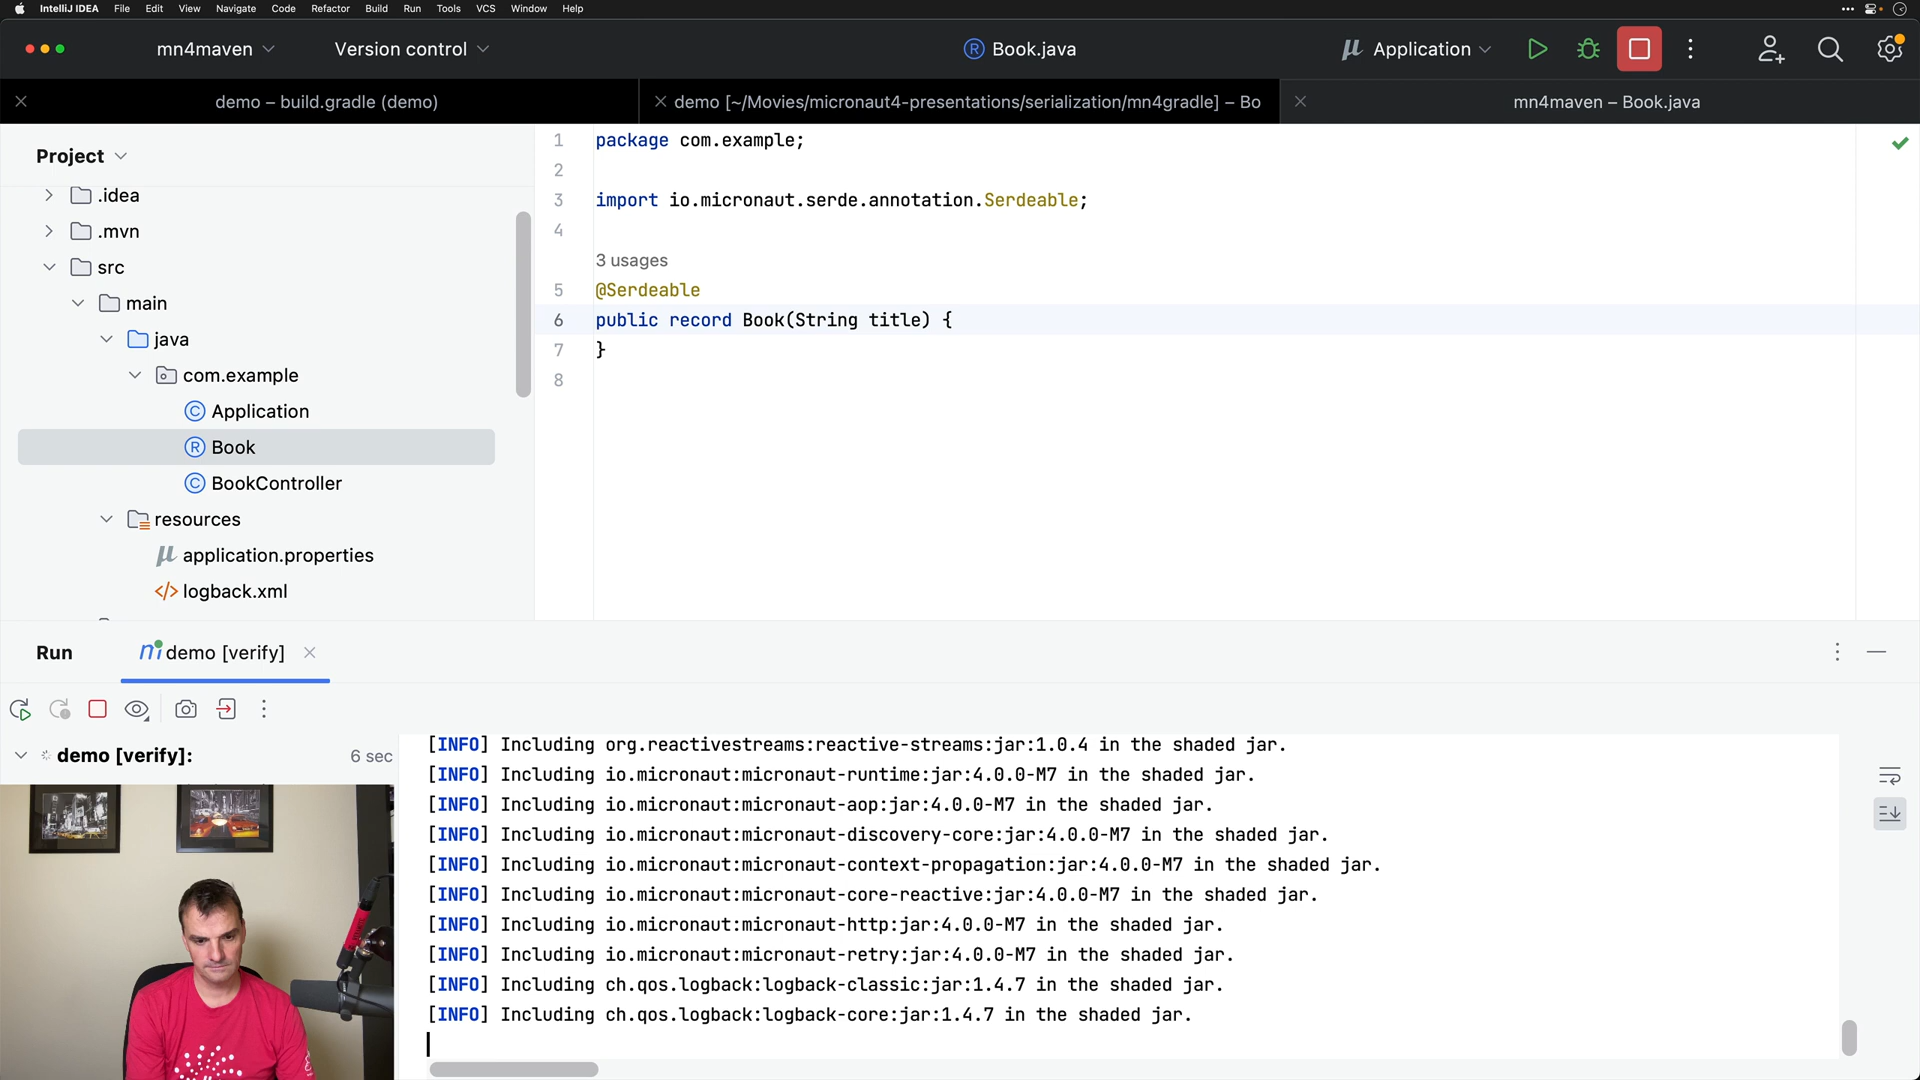 IntelliJ IDEA File Edit View Navigate Code Refactor Build Run Tools VCS Window Help
mn4maven Version control Book.java Application
demo – build.gradle (demo) demo [~/Movies/micronaut4-presentations/serialization/mn4gradle] – Bo mn4maven – Book.java
Project
.idea
.mvn
src
main
java
com.example
Application
Book
BookController
resources
application.properties
logback.xml
1 package com.example;
2
3 import io.micronaut.serde.annotation.Serdeable;
4
3 usages
5 @Serdeable
6 public record Book(String title) {
7 }
8
Run demo [verify]
demo [verify]: 6 sec
[INFO] Including org.reactivestreams:reactive-streams:jar:1.0.4 in the shaded jar.
[INFO] Including io.micronaut:micronaut-runtime:jar:4.0.0-M7 in the shaded jar.
[INFO] Including io.micronaut:micronaut-aop:jar:4.0.0-M7 in the shaded jar.
[INFO] Including io.micronaut:micronaut-discovery-core:jar:4.0.0-M7 in the shaded jar.
[INFO] Including io.micronaut:micronaut-context-propagation:jar:4.0.0-M7 in the shaded jar.
[INFO] Including io.micronaut:micronaut-core-reactive:jar:4.0.0-M7 in the shaded jar.
[INFO] Including io.micronaut:micronaut-http:jar:4.0.0-M7 in the shaded jar.
[INFO] Including io.micronaut:micronaut-retry:jar:4.0.0-M7 in the shaded jar.
[INFO] Including ch.qos.logback:logback-classic:jar:1.4.7 in the shaded jar.
[INFO] Including ch.qos.logback:logback-core:jar:1.4.7 in the shaded jar.